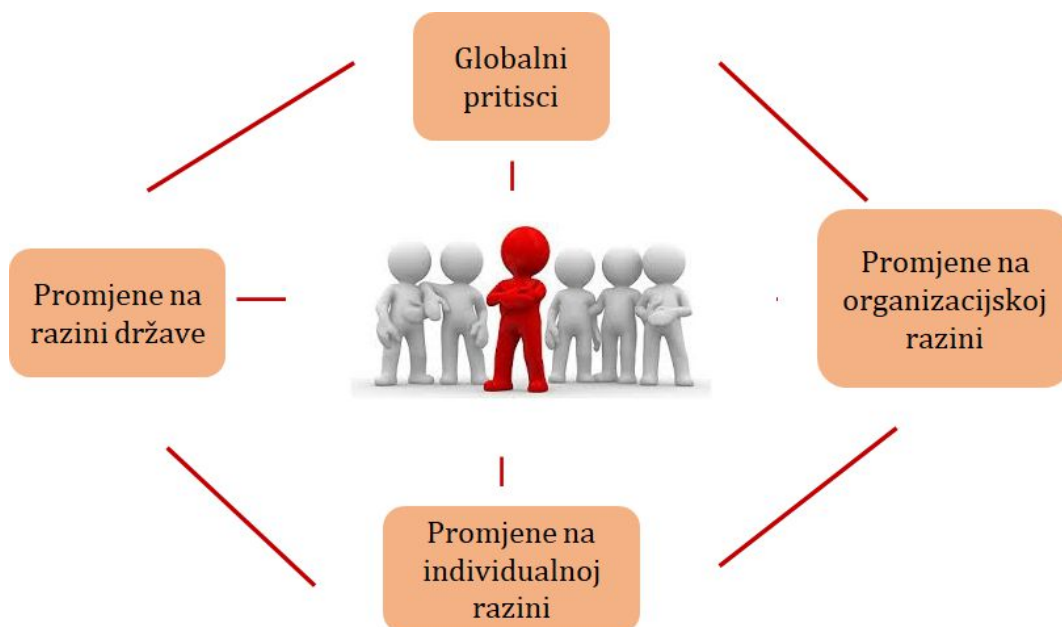 Globalni
pritisci
Promjene na
razini države
Promjene na
organizacijskoj
razini
Promjene na
individualnoj
razini